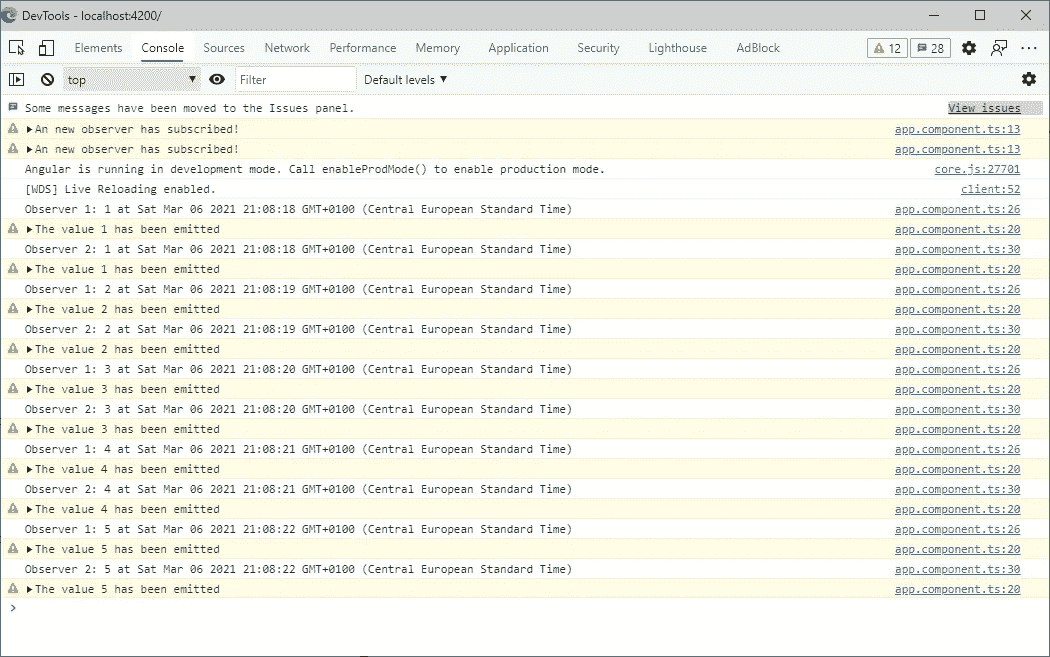 DevTools - localhost:4200/
Elements Console Sources Network Performance Memory Application Security Lighthouse AdBlock 12 28
top Filter Default levels
Some messages have been moved to the Issues panel. View issues
An new observer has subscribed! app.component.ts:13
An new observer has subscribed! app.component.ts:13
Angular is running in development mode. Call enableProdMode() to enable production mode. core.js:27701
[WDS] Live Reloading enabled. client:52
Observer 1: 1 at Sat Mar 06 2021 21:08:18 GMT+0100 (Central European Standard Time) app.component.ts:26
The value 1 has been emitted app.component.ts:20
Observer 2: 1 at Sat Mar 06 2021 21:08:18 GMT+0100 (Central European Standard Time) app.component.ts:30
The value 1 has been emitted app.component.ts:20
Observer 1: 2 at Sat Mar 06 2021 21:08:19 GMT+0100 (Central European Standard Time) app.component.ts:26
The value 2 has been emitted app.component.ts:20
Observer 2: 2 at Sat Mar 06 2021 21:08:19 GMT+0100 (Central European Standard Time) app.component.ts:30
The value 2 has been emitted app.component.ts:20
Observer 1: 3 at Sat Mar 06 2021 21:08:20 GMT+0100 (Central European Standard Time) app.component.ts:26
The value 3 has been emitted app.component.ts:20
Observer 2: 3 at Sat Mar 06 2021 21:08:20 GMT+0100 (Central European Standard Time) app.component.ts:30
The value 3 has been emitted app.component.ts:20
Observer 1: 4 at Sat Mar 06 2021 21:08:21 GMT+0100 (Central European Standard Time) app.component.ts:26
The value 4 has been emitted app.component.ts:20
Observer 2: 4 at Sat Mar 06 2021 21:08:21 GMT+0100 (Central European Standard Time) app.component.ts:30
The value 4 has been emitted app.component.ts:20
Observer 1: 5 at Sat Mar 06 2021 21:08:22 GMT+0100 (Central European Standard Time) app.component.ts:26
The value 5 has been emitted app.component.ts:20
Observer 2: 5 at Sat Mar 06 2021 21:08:22 GMT+0100 (Central European Standard Time) app.component.ts:30
The value 5 has been emitted app.component.ts:20